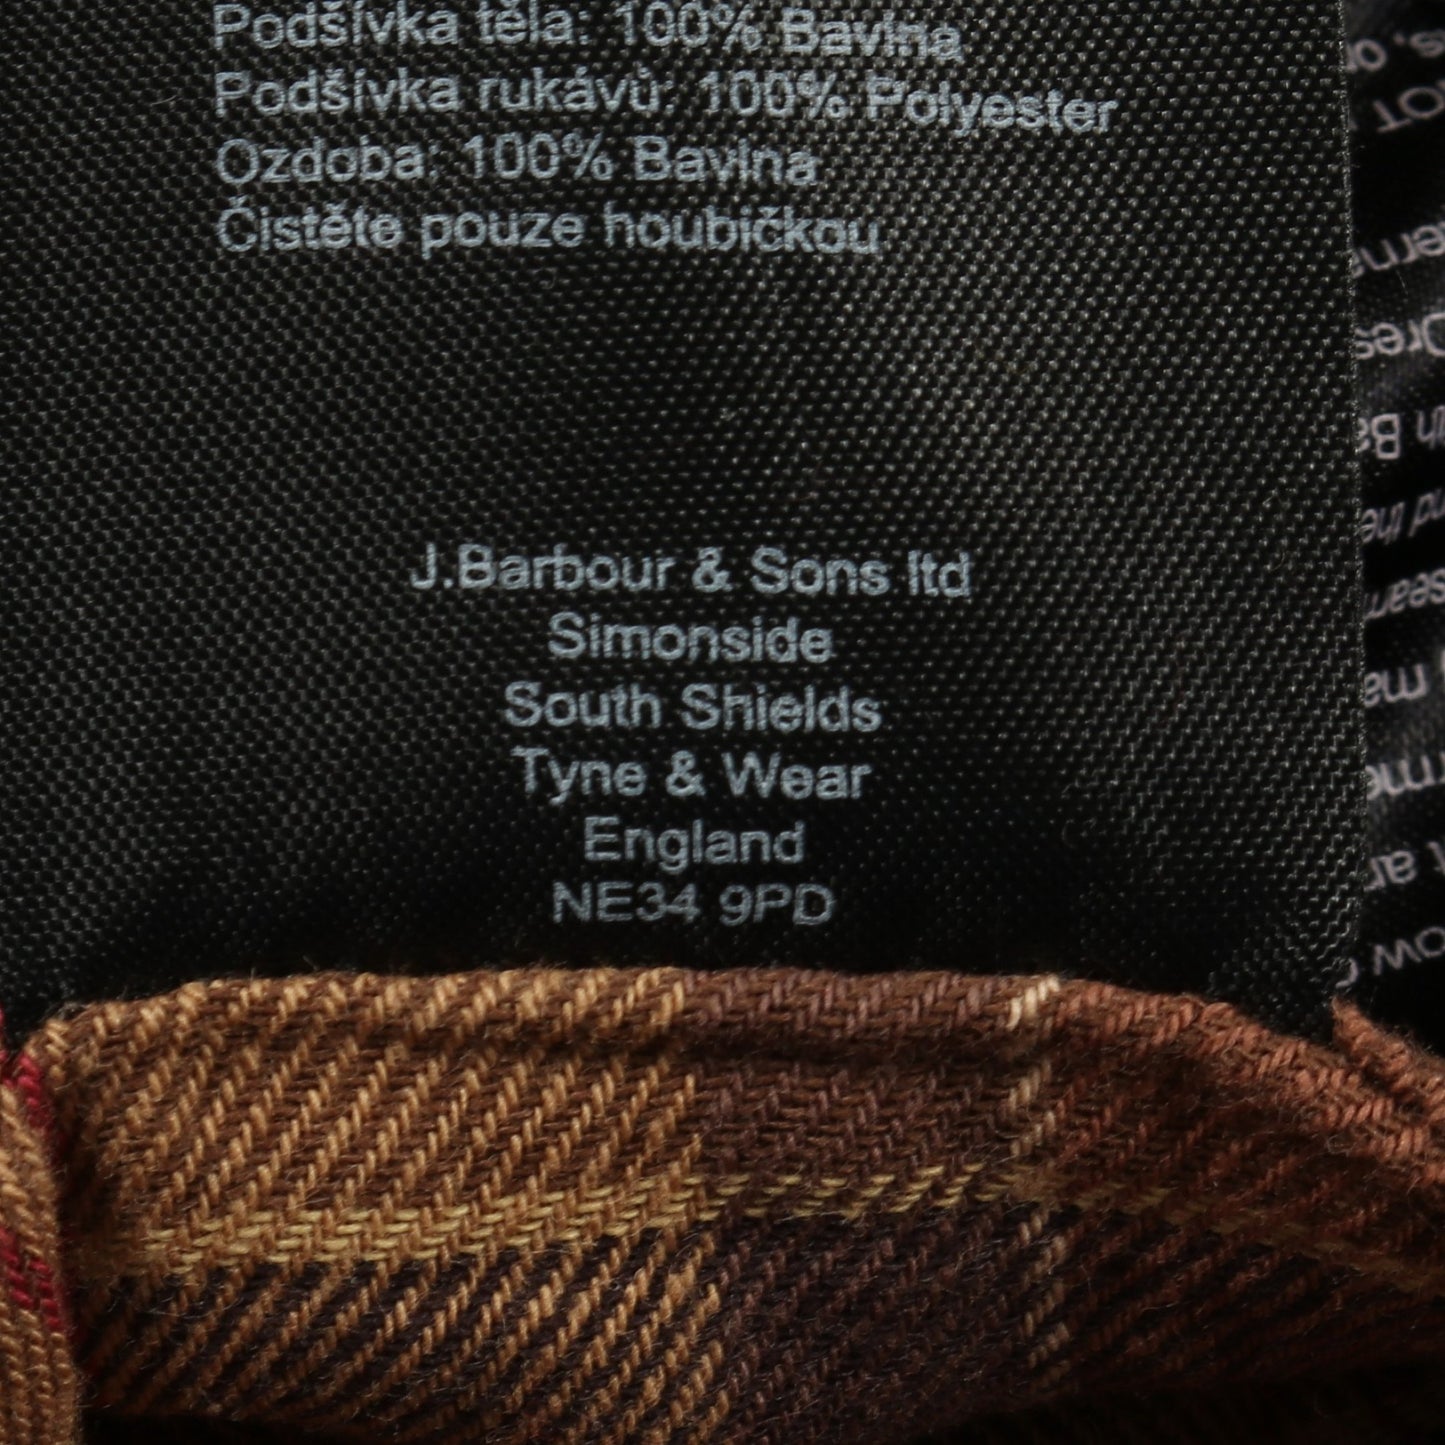 Podšívka těla: 100% Bavlna
Podšívka rukávů: 100% Polyester
Ozdoba: 100% Bavlna
Čistěte pouze houbičkou
J.Barbour & Sons ltd
Simonside
South Shields
Tyne & Wear
England
NE34 9PD